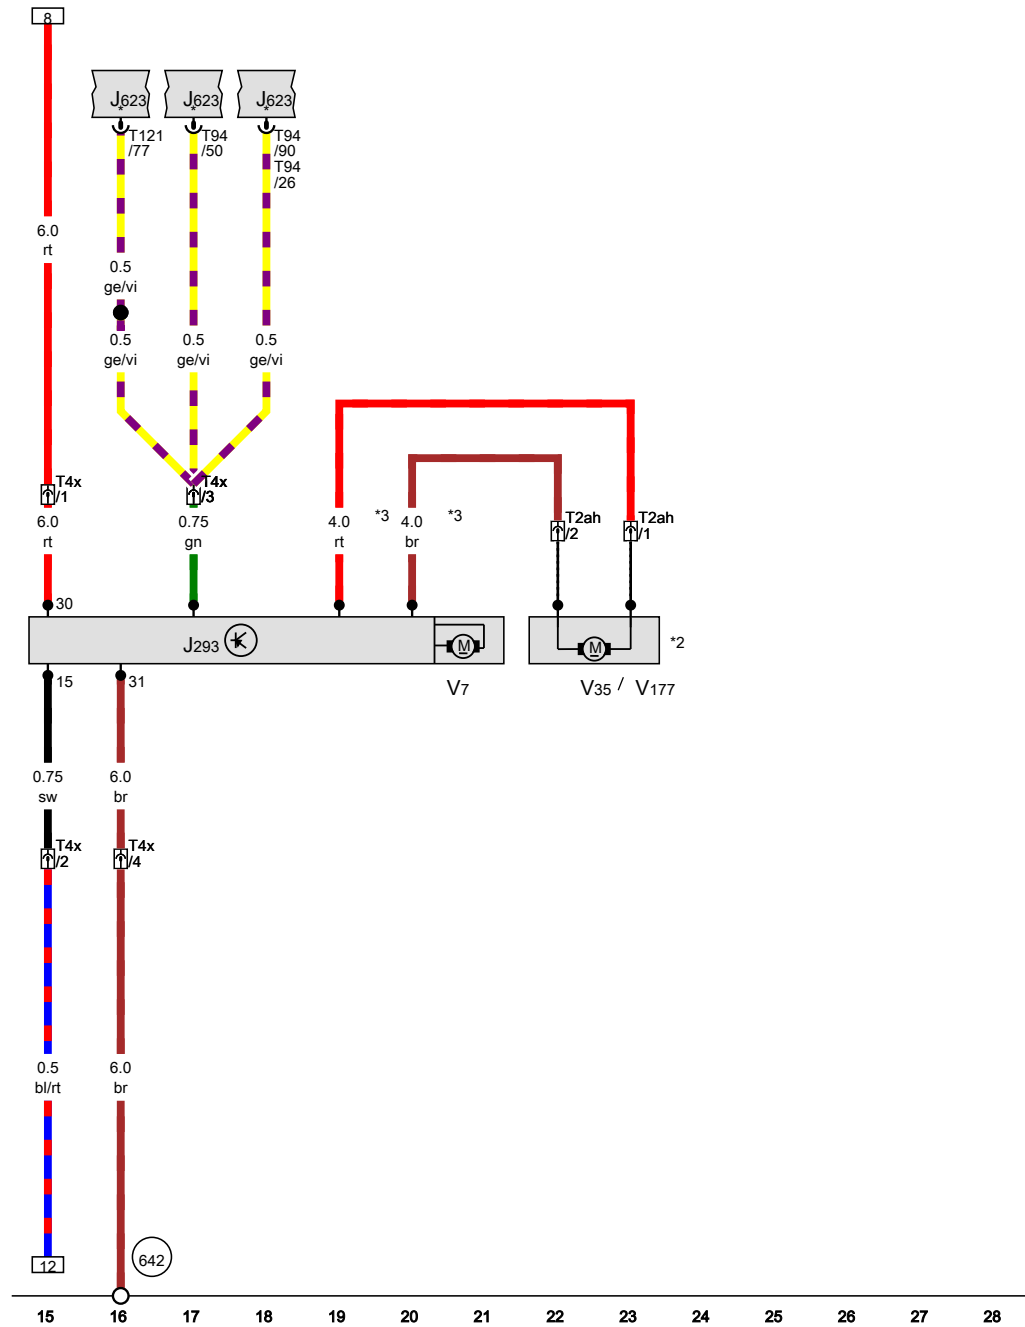 8
J623 J623 J623
* * *
T121 T94 T94
/77 /50 /90
T94
/26
6.0
rt
0.5
ge/vi
0.5 0.5 0.5
ge/vi ge/vi ge/vi
T4x T4x
/1 /3
6.0 0.75 4.0 *3 4.0 *3 T2ah T2ah
rt gn rt br /2 /1
30
J293 M M *2
15 31 V7 V35 / V177
0.75 6.0
sw br
T4x T4x
/2 /4
0.5 6.0
bl/rt br
12 642
15 16 17 18 19 20 21 22 23 24 25 26 27 28